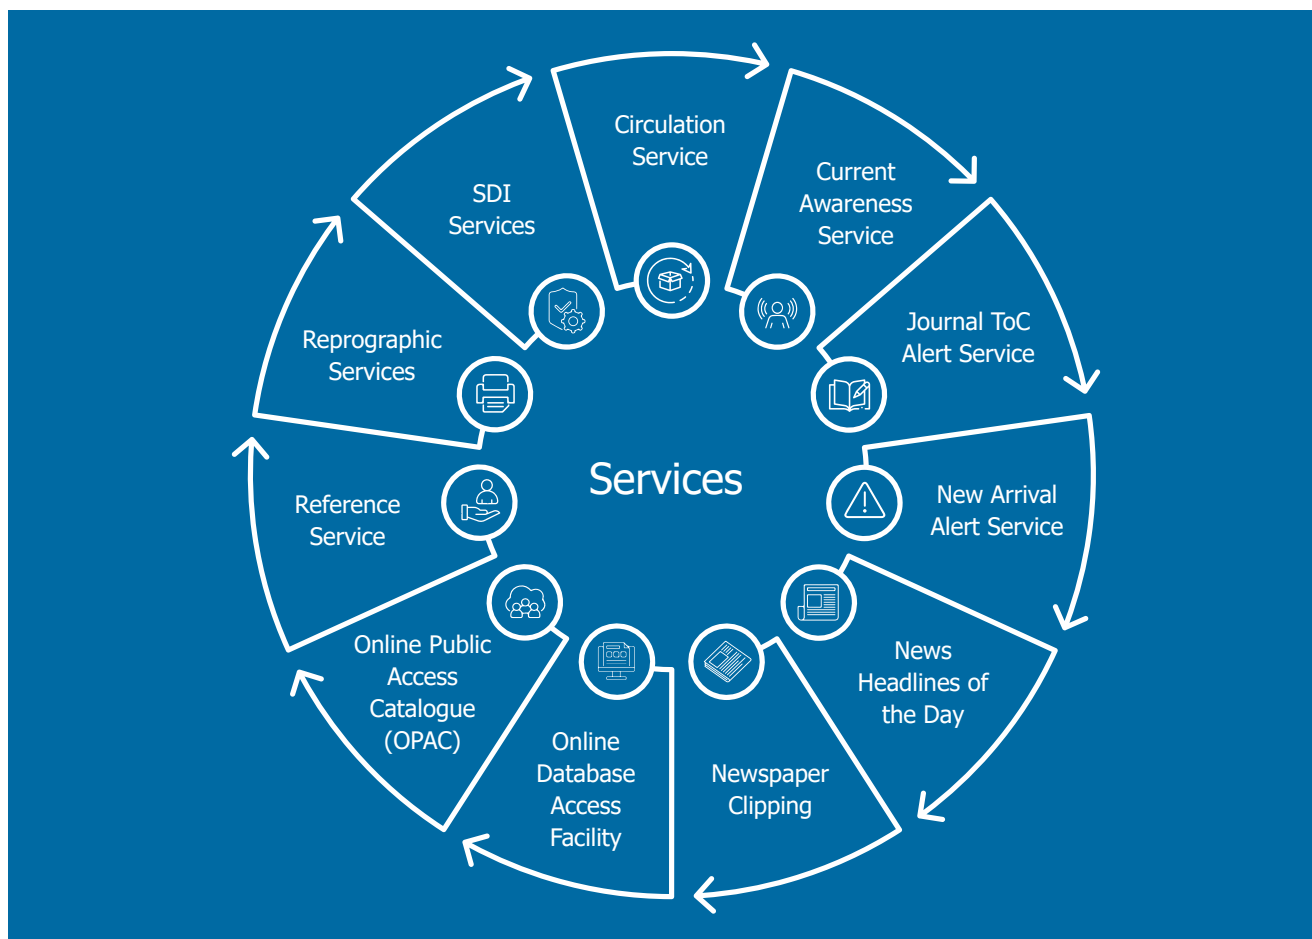 Circulation
Service
Current
Awareness
Service
Journal ToC
Alert Service
New Arrival
Alert Service
News
Headlines of
the Day
Newspaper
Clipping
Online
Database
Access
Facility
Online Public
Access
Catalogue
(OPAC)
Reference
Service
Reprographic
Services
SDI
Services
Services